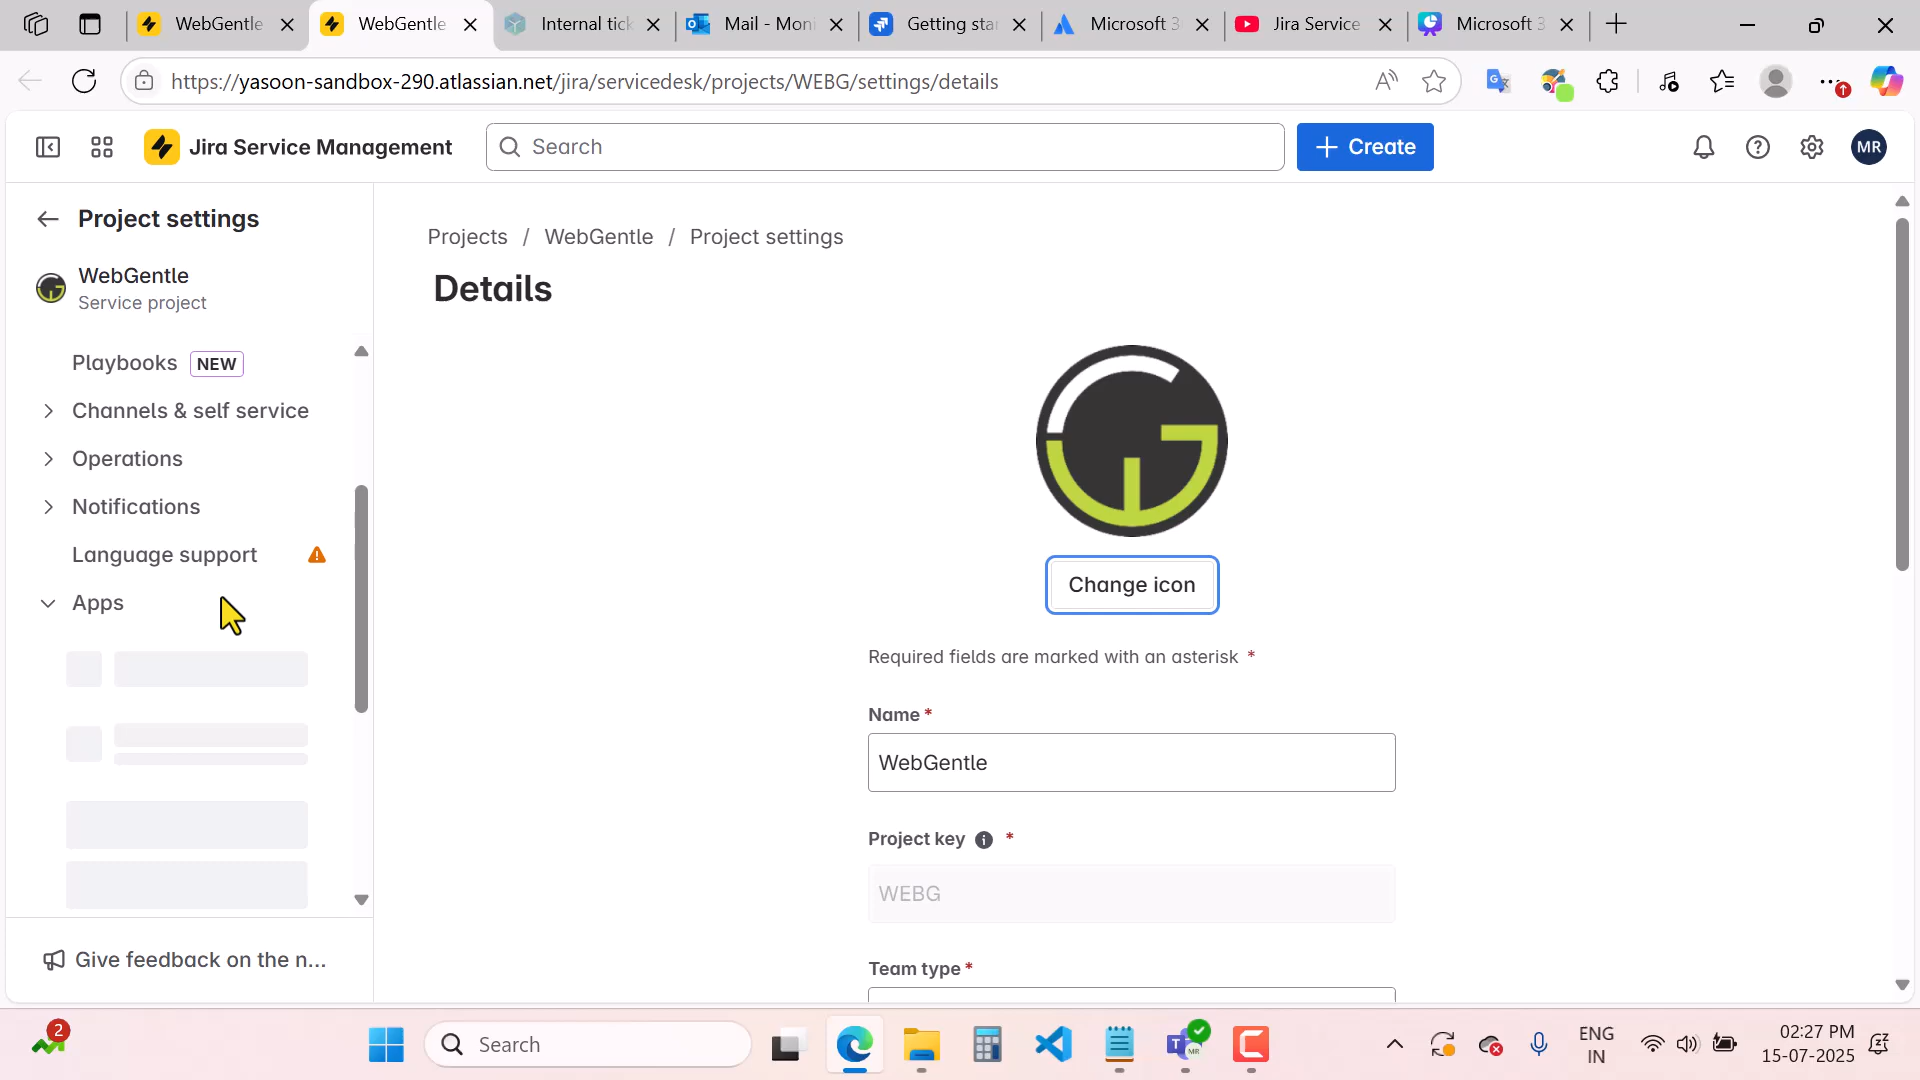 WebGentle
WebGentle
Internal tick
Mail - Moni
Getting star
Microsoft 3
Jira Service
Microsoft 3
https://yasoon-sandbox-290.atlassian.net/jira/servicedesk/projects/WEBG/settings/details
Jira Service Management
Search
Create
MR
Project settings
WebGentle
Service project
Playbooks NEW
Channels & self service
Operations
Notifications
Language support
Apps
Give feedback on the n...
Projects / WebGentle / Project settings
Details
Change icon
Required fields are marked with an asterisk *
Name *
WebGentle
Project key *
WEBG
Team type *
2
Search
ENG
IN
02:27 PM
15-07-2025